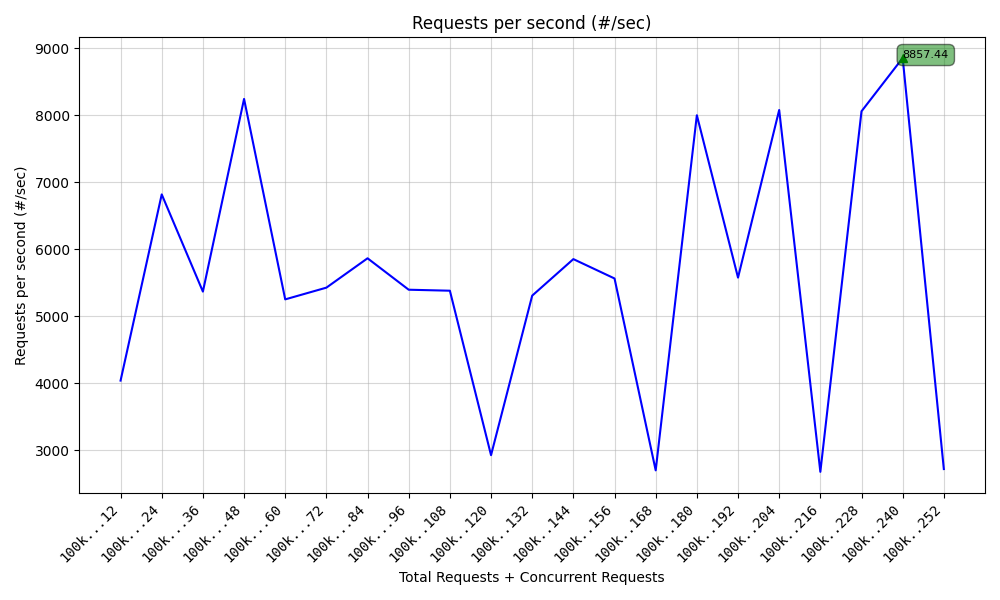 Requests per second (#/sec)
9000
8000
7000
6000
5000
4000
3000
Requests per second (#/sec)
8857.44
100k..12
100k..24
100k..36
100k..48
100k..60
100k..72
100k..84
100k..96
100k..108
100k..120
100k..132
100k..144
100k..156
100k..168
100k..180
100k..192
100k..204
100k..216
100k..228
100k..240
100k..252
Total Requests + Concurrent Requests